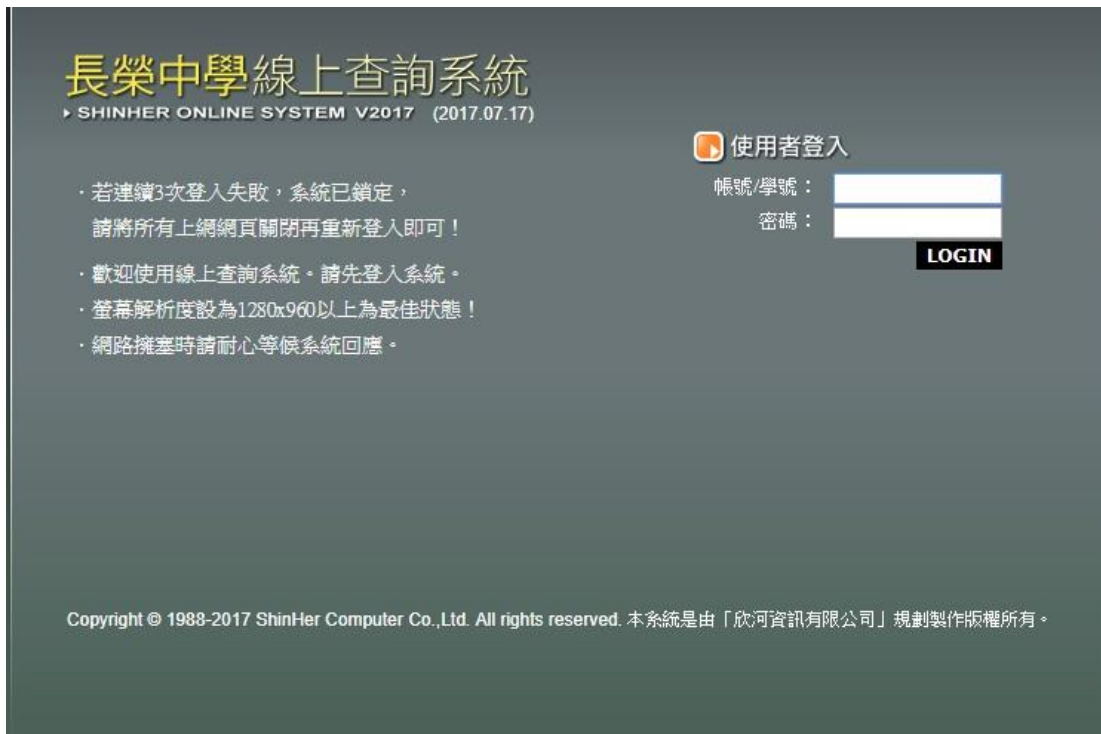 長榮中學線上查詢系統
SHINHER ONLINE SYSTEM V2017 (2017.07.17)
使用者登入
帳號/學號：
密碼：
LOGIN
·若連續3次登入失敗，系統已鎖定，
請將所有上網網頁關閉再重新登入即可！
·歡迎使用線上查詢系統。請先登入系統。
·螢幕解析度設為1280x960以上為最佳狀態！
·網路擁塞時請耐心等候系統回應。
Copyright © 1988-2017 ShinHer Computer Co.,Ltd. All rights reserved. 本系統是由「欣河資訊有限公司」規劃製作版權所有。